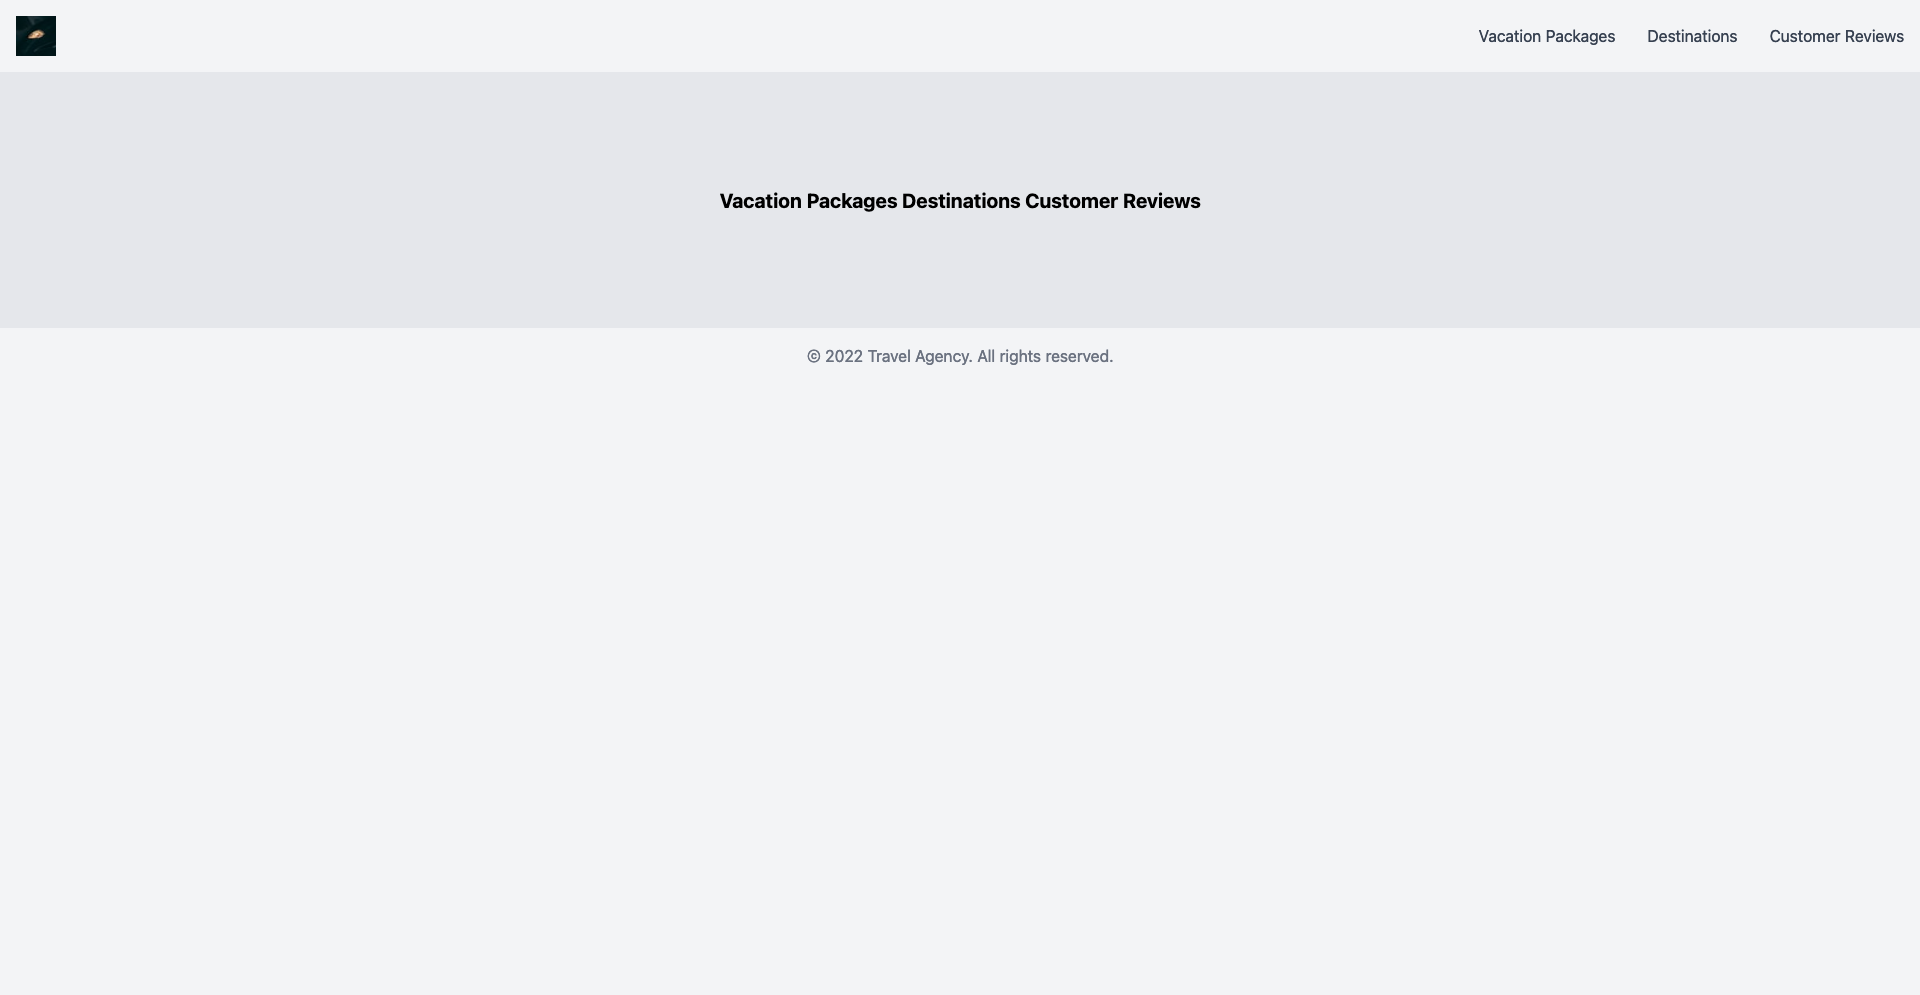 Vacation Packages Destinations Customer Reviews
Vacation Packages Destinations Customer Reviews
© 2022 Travel Agency. All rights reserved.